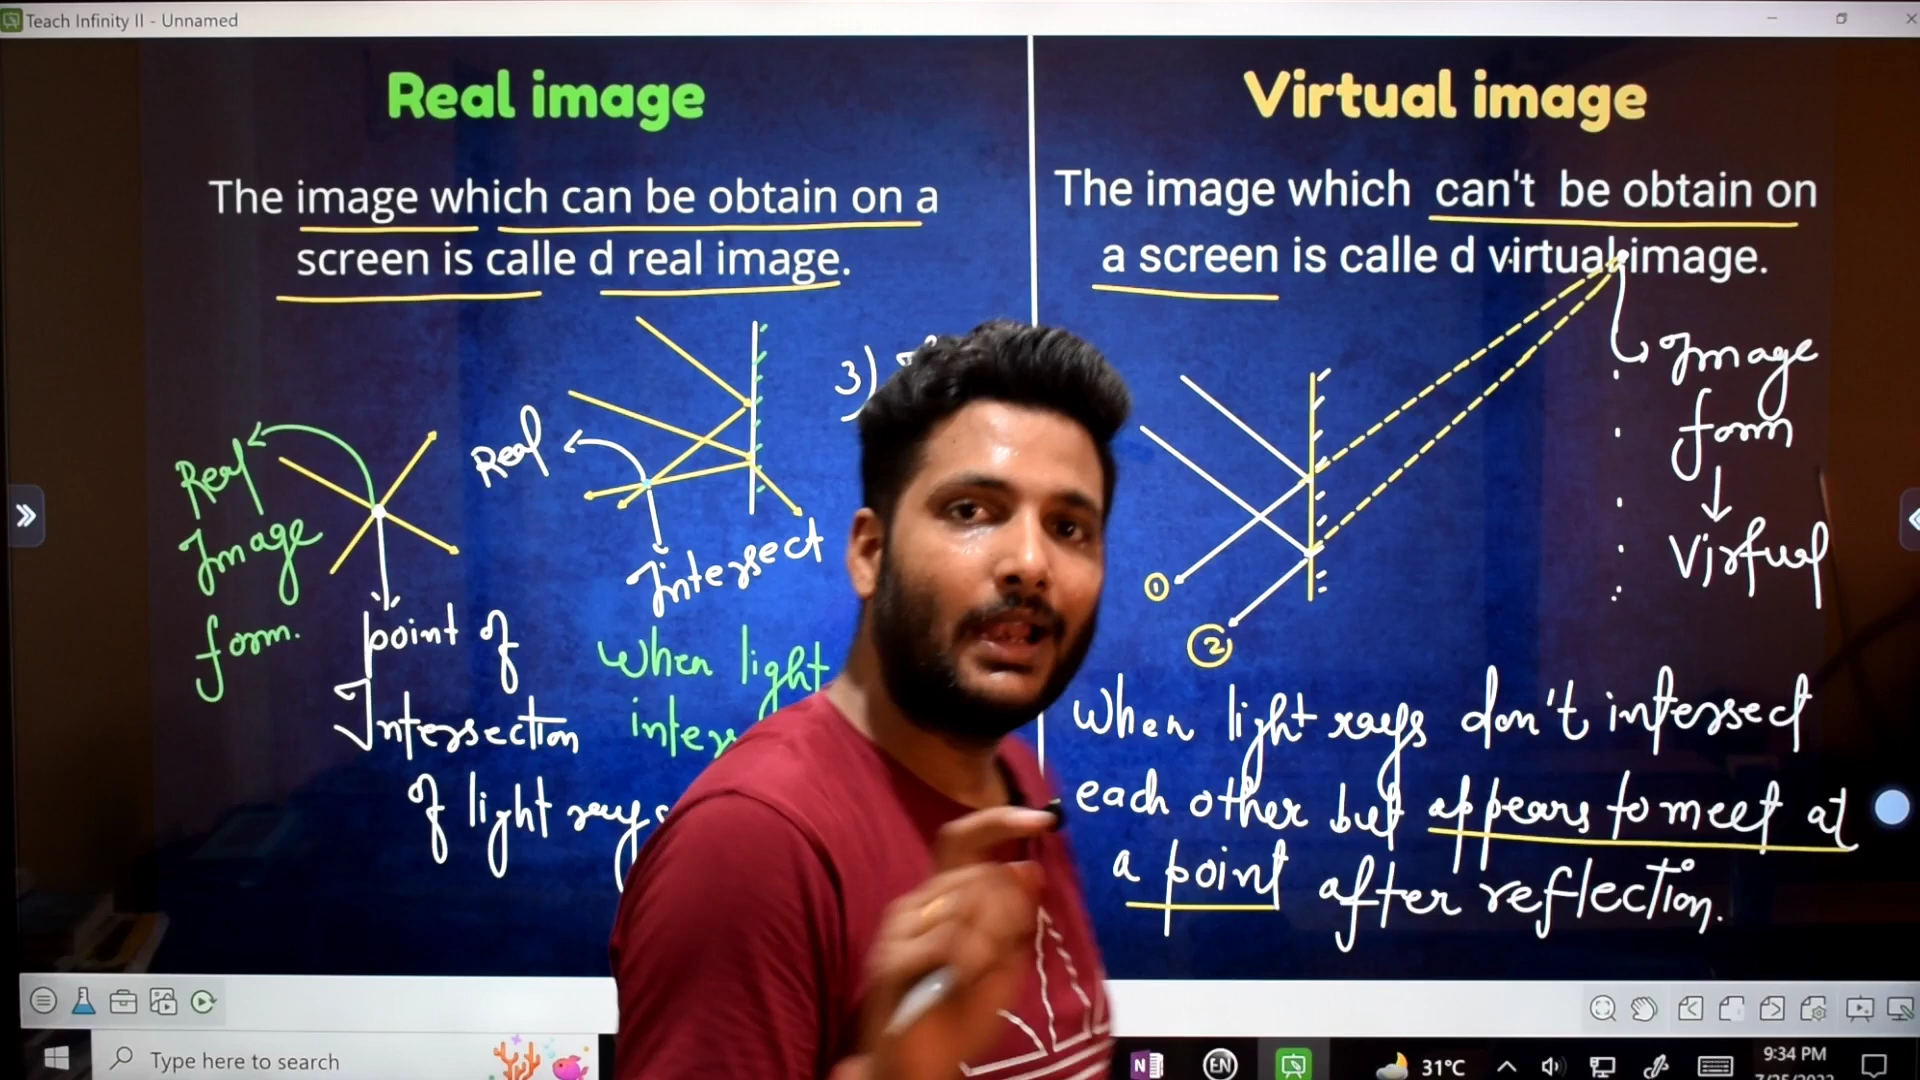 Teach Infinity II - Unnamed
Real image
The image which can be obtain on a
screen is calle d real image.
Real
Image
form.
Real
Intersect
point of
Intersection
of light rays
When light
3)
Virtual image
The image which can't be obtain on
a screen is calle d virtual image.
Image
form
Virtual
1
2
When light rays don't intersect
each other but appears to meet at
a point after reflection.
Type here to search
N
EN
31°C
9:34 PM